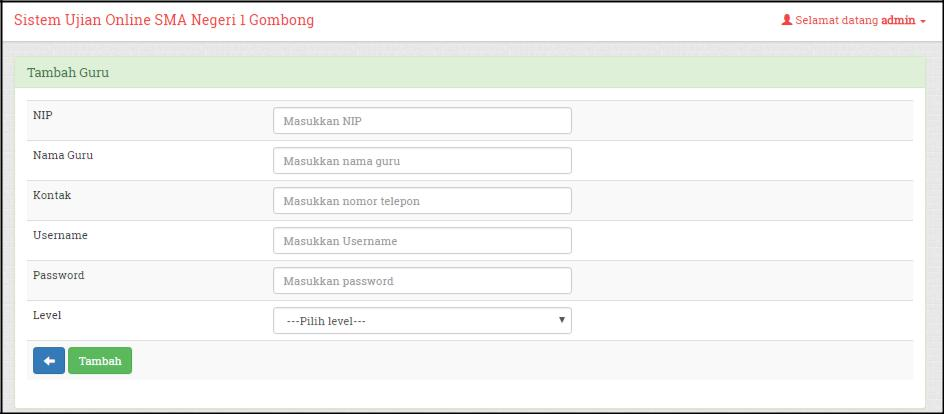 Sistem Ujian Online SMA Negeri 1 Gombong
Selamat datang admin
Tambah Guru
NIP
Masukkan NIP
Nama Guru
Masukkan nama guru
Kontak
Masukkan nomor telepon
Username
Masukkan Username
Password
Masukkan password
Level
---Pilih level---
Tambah